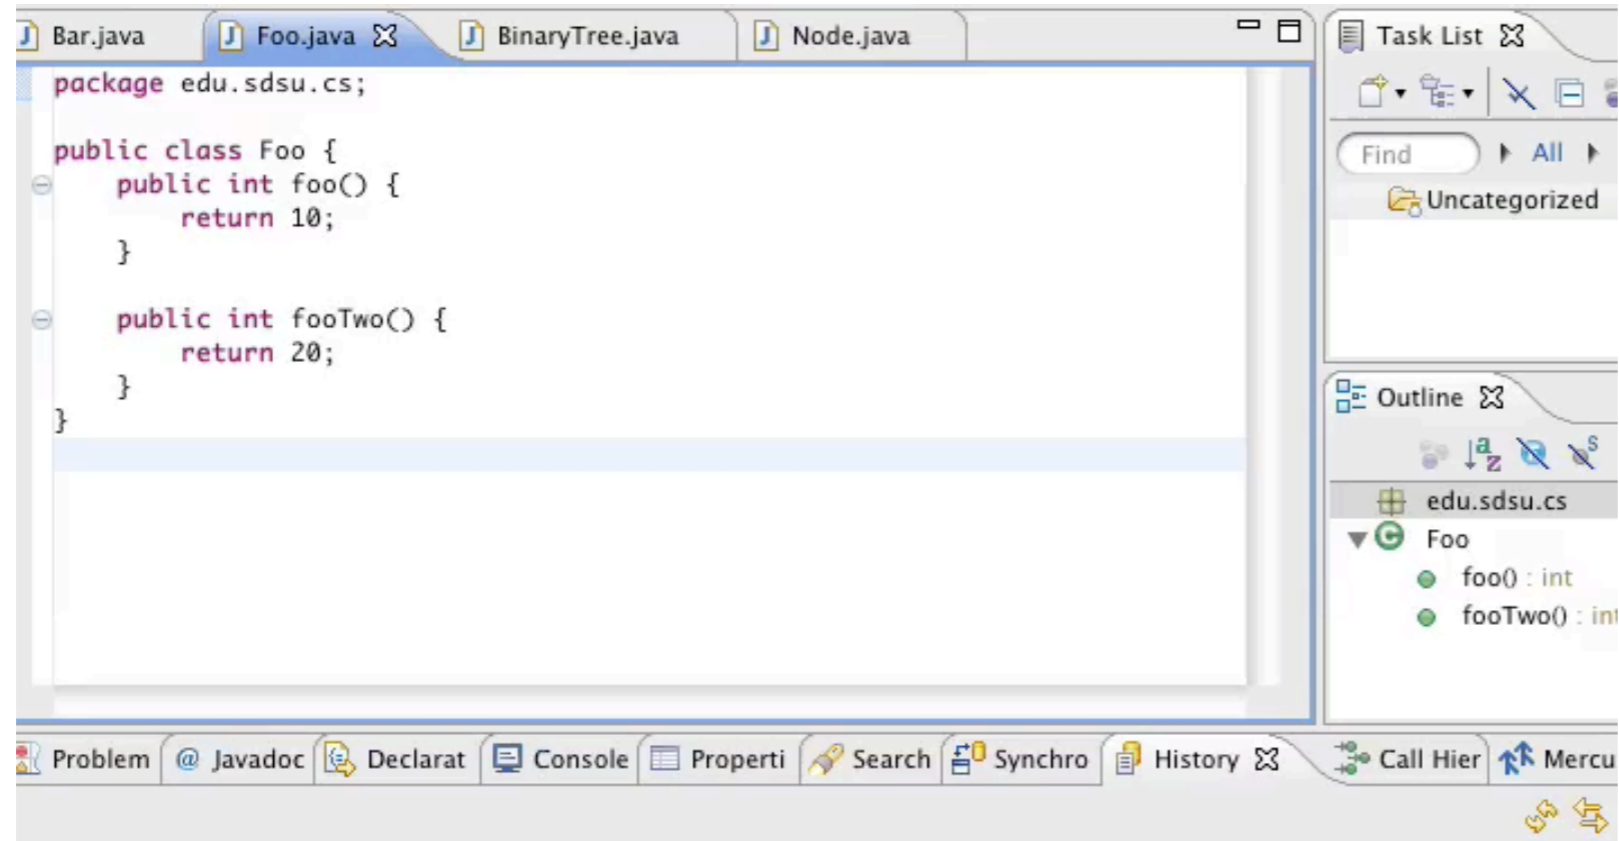 Bar.java
Foo.java
BinaryTree.java
Node.java
package edu.sdsu.cs;
public class Foo {
public int foo() {
return 10;
}
public int fooTwo() {
return 20;
}
}
Task List
Find
All
Uncategorized
Outline
edu.sdsu.cs
Foo
foo() : int
fooTwo() : int
Problem
@ Javadoc
Declarat
Console
Properti
Search
Synchro
History
Call Hier
Mercu